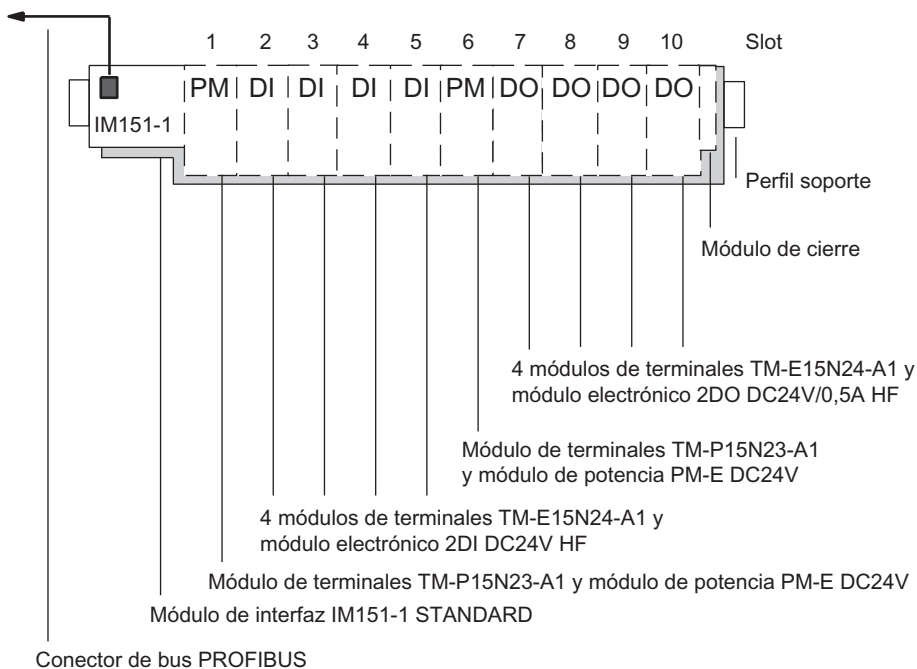 1 2 3 4 5 6 7 8 9 10 Slot
PM DI DI DI DI PM DO DO DO DO
IM151-1
Perfil soporte
Módulo de cierre
4 módulos de terminales TM-E15N24-A1 y
módulo electrónico 2DO DC24V/0,5A HF
Módulo de terminales TM-P15N23-A1
y módulo de potencia PM-E DC24V
4 módulos de terminales TM-E15N24-A1 y
módulo electrónico 2DI DC24V HF
Módulo de terminales TM-P15N23-A1 y módulo de potencia PM-E DC24V
Módulo de interfaz IM151-1 STANDARD
Conector de bus PROFIBUS